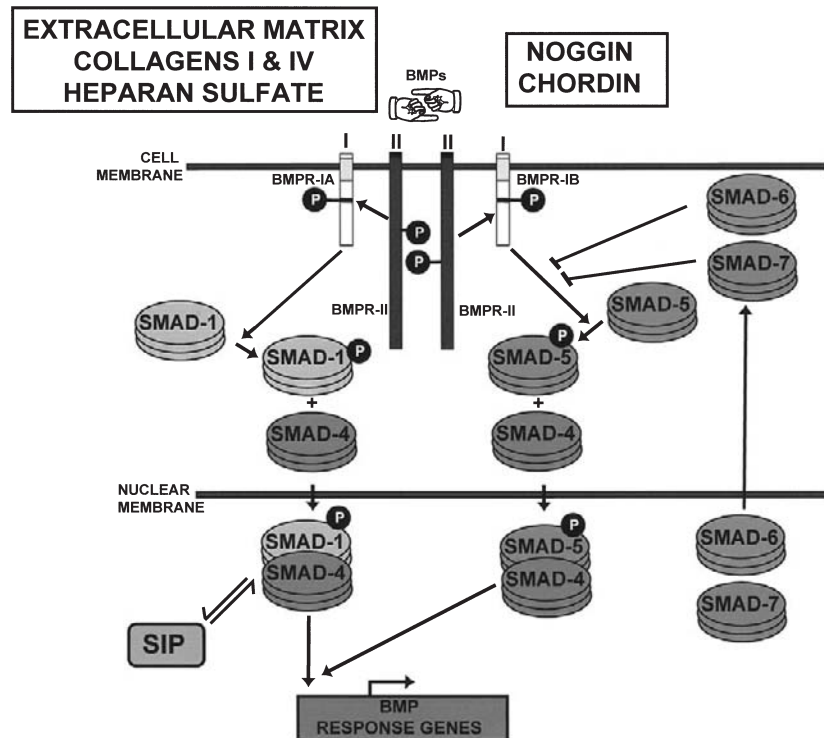 EXTRACELLULAR MATRIX
COLLAGENS I & IV
HEPARAN SULFATE
NOGGIN
CHORDIN
BMPs
I II II I
CELL
MEMBRANE
BMPR-IA
BMPR-IB
P
P
P
P
SMAD-6
SMAD-7
BMPR-II
BMPR-II
SMAD-5
SMAD-1
P
SMAD-1
P
SMAD-5
+
+
SMAD-4
SMAD-4
NUCLEAR
MEMBRANE
P
SMAD-1
SMAD-4
P
SMAD-5
SMAD-4
SMAD-6
SMAD-7
SIP
BMP
RESPONSE GENES